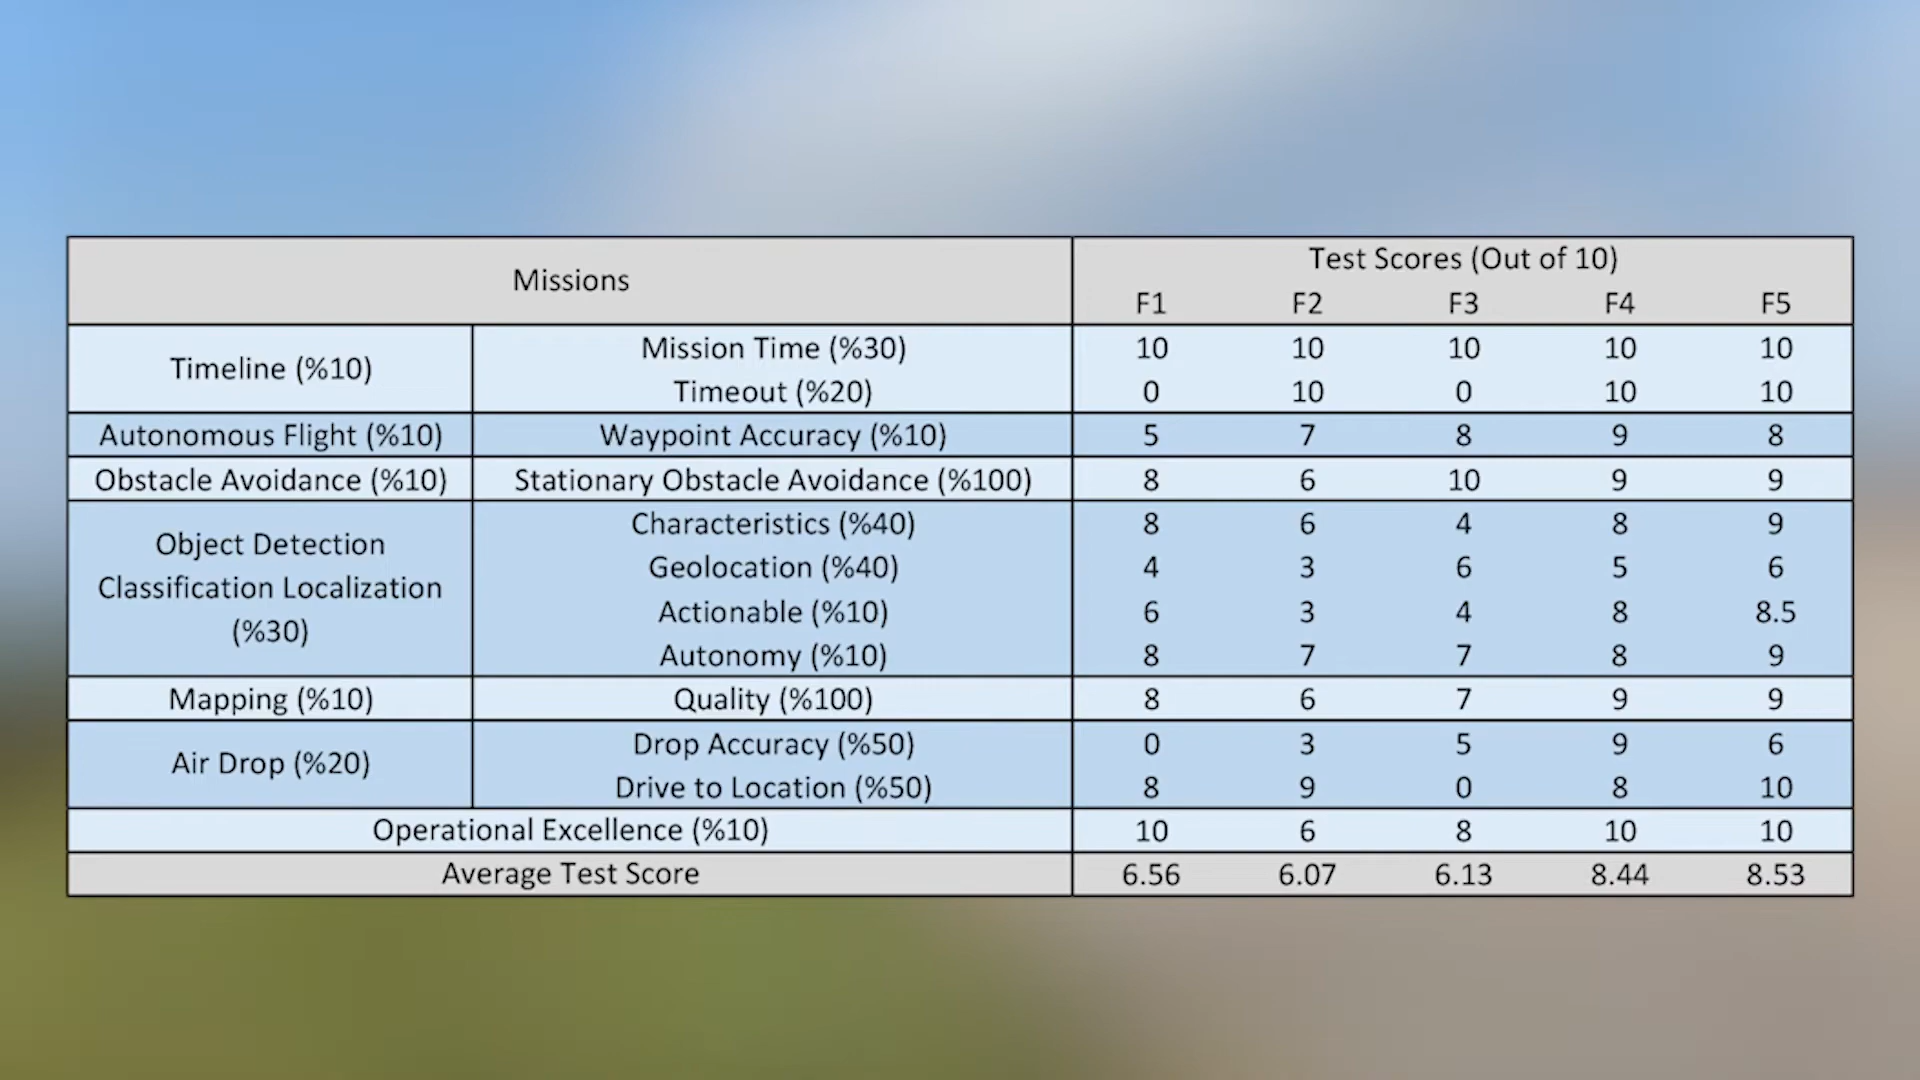 Missions
Test Scores (Out of 10)
F1 F2 F3 F4 F5
Timeline (%10)
Mission Time (%30) 10 10 10 10 10
Timeout (%20) 0 10 0 10 10
Autonomous Flight (%10) Waypoint Accuracy (%10) 5 7 8 9 8
Obstacle Avoidance (%10) Stationary Obstacle Avoidance (%100) 8 6 10 9 9
Object Detection
Classification Localization
(%30)
Characteristics (%40) 8 6 4 8 9
Geolocation (%40) 4 3 6 5 6
Actionable (%10) 6 3 4 8 8.5
Autonomy (%10) 8 7 7 8 9
Mapping (%10) Quality (%100) 8 6 7 9 9
Air Drop (%20)
Drop Accuracy (%50) 0 3 5 9 6
Drive to Location (%50) 8 9 0 8 10
Operational Excellence (%10) 10 6 8 10 10
Average Test Score 6.56 6.07 6.13 8.44 8.53